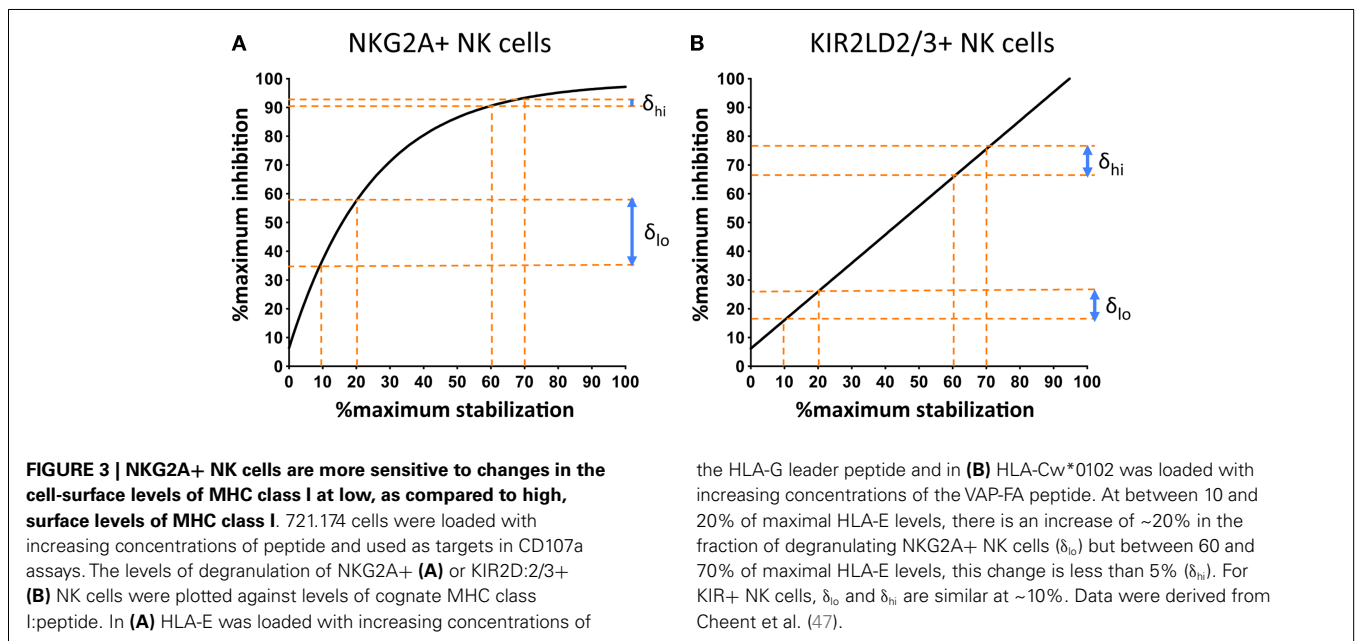 A NKG2A+ NK cells
100
90
80
70
60
50
40
30
20
10
0
%maximum inhibition
δhi
δlo
0 10 20 30 40 50 60 70 80 90 100
%maximum stabilization
B KIR2LD2/3+ NK cells
100
90
80
70
60
50
40
30
20
10
0
%maximum inhibition
δhi
δlo
0 10 20 30 40 50 60 70 80 90 100
%maximum stabilization
FIGURE 3 | NKG2A+ NK cells are more sensitive to changes in the
cell-surface levels of MHC class I at low, as compared to high,
surface levels of MHC class I. 721.174 cells were loaded with
increasing concentrations of peptide and used as targets in CD107a
assays. The levels of degranulation of NKG2A+ (A) or KIR2D:2/3+
(B) NK cells were plotted against levels of cognate MHC class
I:peptide. In (A) HLA-E was loaded with increasing concentrations of
the HLA-G leader peptide and in (B) HLA-Cw*0102 was loaded with
increasing concentrations of the VAP-FA peptide. At between 10 and
20% of maximal HLA-E levels, there is an increase of ~20% in the
fraction of degranulating NKG2A+ NK cells (δlo) but between 60 and
70% of maximal HLA-E levels, this change is less than 5% (δhi). For
KIR+ NK cells, δlo and δhi are similar at ~10%. Data were derived from
Cheent et al. (47).